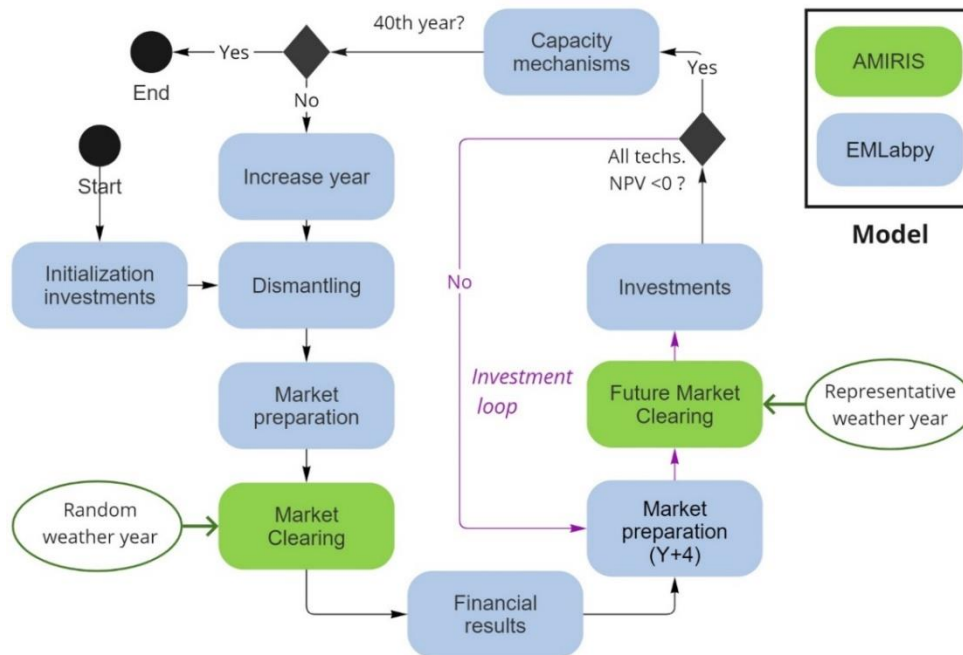 40th year?
Yes
End
No
Capacity
mechanisms
Yes
AMIRIS
EMLabpy
Model
Start
Increase year
All techs.
NPV <0 ?
Initialization
investments
Dismantling
No
Investments
Market
preparation
Investment
loop
Future Market
Clearing
Representative
weather year
Random
weather year
Market
Clearing
Market
preparation
(Y+4)
Financial
results